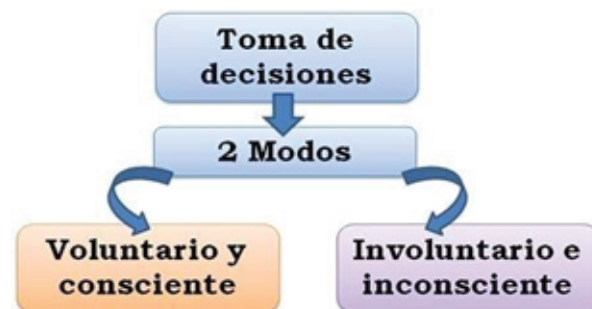 Toma de
decisiones
2 Modos
Voluntario y
consciente
Involuntario e
inconsciente